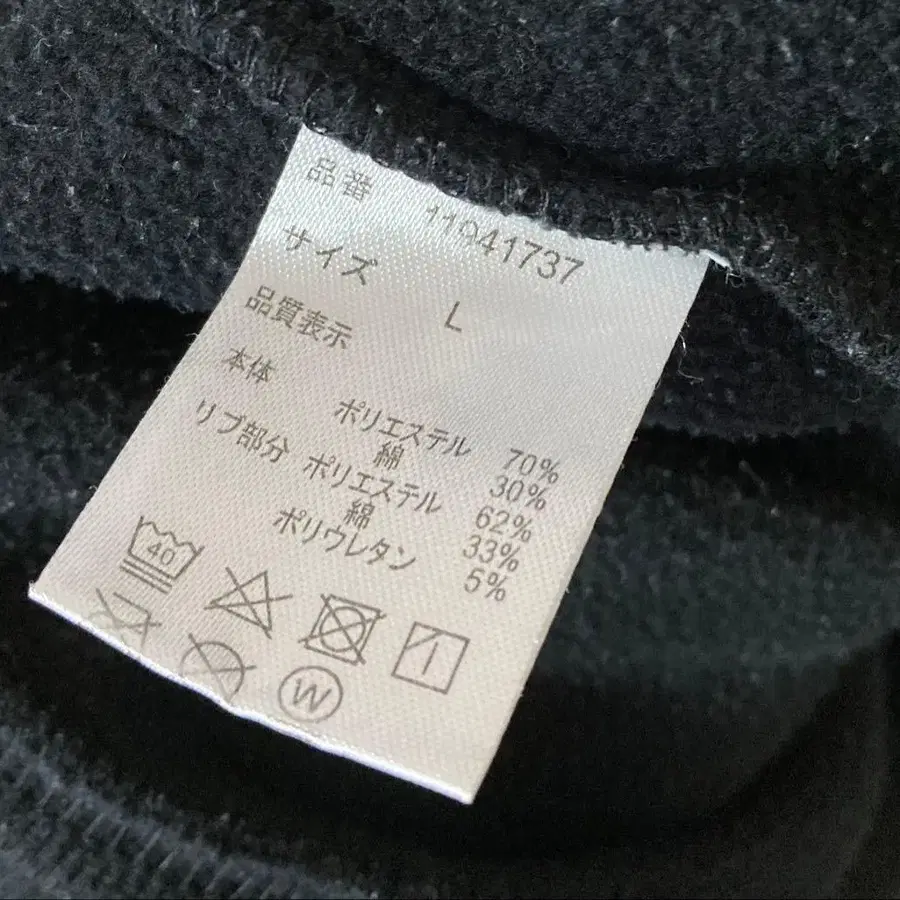 品番 11941737
サイズ L
品質表示
本体 ポリエステル 70%
綿 30%
リブ部分 ポリエステル 62%
綿 33%
ポリウレタン 5%
40
W